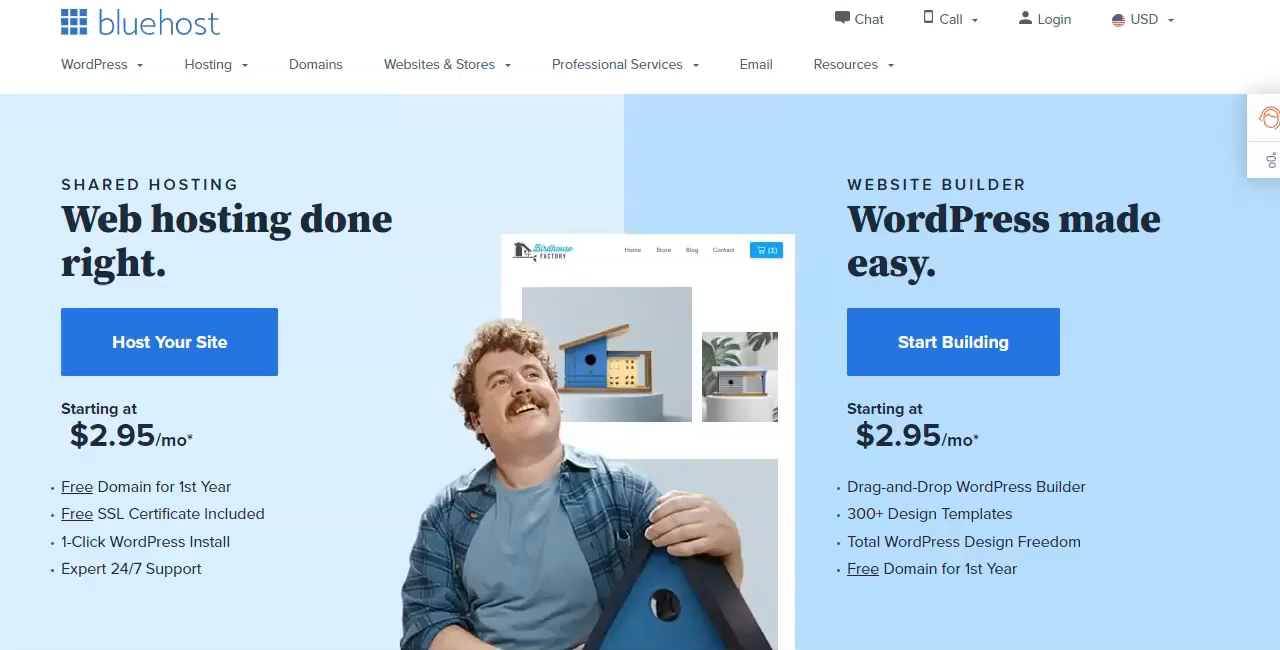 bluehost
Chat
Call
Login
USD
WordPress
Hosting
Domains
Websites & Stores
Professional Services
Email
Resources
SHARED HOSTING
Web hosting done
right.
Host Your Site
Starting at
$2.95/mo*
• Free Domain for 1st Year
• Free SSL Certificate Included
• 1-Click WordPress Install
• Expert 24/7 Support
Birdhouse
FACTORY
Home
Store
Blog
Contact
(1)
WEBSITE BUILDER
WordPress made
easy.
Start Building
Starting at
$2.95/mo*
• Drag-and-Drop WordPress Builder
• 300+ Design Templates
• Total WordPress Design Freedom
• Free Domain for 1st Year